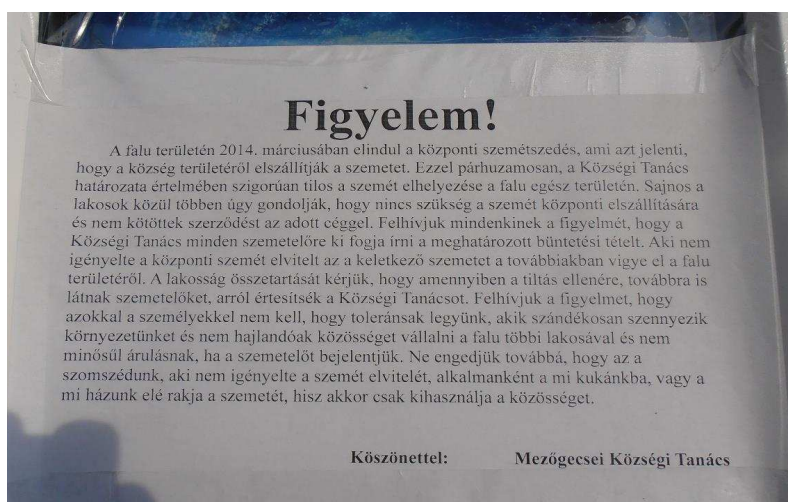 Figyelem!
A falu területén 2014. márciusában elindul a központi szemétszedés, ami azt jelenti,
hogy a község területéről elszállítják a szemetet. Ezzel párhuzamosan, a Községi Tanács
határozata értelmében szigorúan tilos a szemét elhelyezése a falu egész területén. Sajnos a
lakosok közül többen úgy gondolják, hogy nincs szükség a szemét központi elszállítására
és nem kötöttek szerződést az adott céggel. Felhívjuk mindenkinek a figyelmét, hogy a
Községi Tanács minden szemetelőre ki fogja írni a meghatározott büntetési tételt. Aki nem
igényelte a központi szemét elvitelt az a keletkező szemetet a továbbiakban vigye el a falu
területéről. A lakosság összetartását kérjük, hogy amennyiben a tiltás ellenére, továbbra is
látnak szemetelőket, arról értesítsék a Községi Tanácsot. Felhívjuk a figyelmet, hogy
azokkal a személyekkel nem kell, hogy toleránsak legyünk, akik szándékosan szennyezik
környezetünket és nem hajlandóak közösséget vállalni a falu többi lakosával és nem
minősül árulásnak, ha a szemetelőt bejelentjük. Ne engedjük továbbá, hogy az a
szomszédunk, aki nem igényelte a szemét elvitelét, alkalmanként a mi kukánkba, vagy a
mi házunk elé rakja a szemetét, hisz akkor csak kihasználja a közösséget.
Köszönettel: Mezőgecsei Községi Tanács